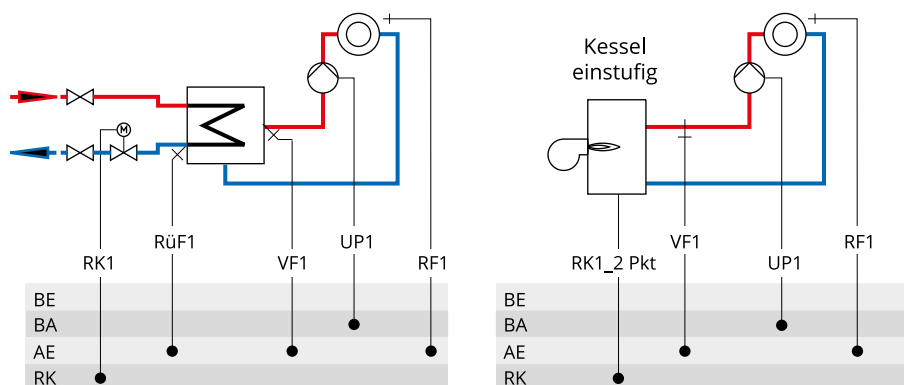 Kessel
einstufig
M
RüF1
UP1
RK1
VF1
RF1
VF1
RF1
RK1_2 Pkt
UP1
BE
BA
AE
RK
BE
BA
AE
RK